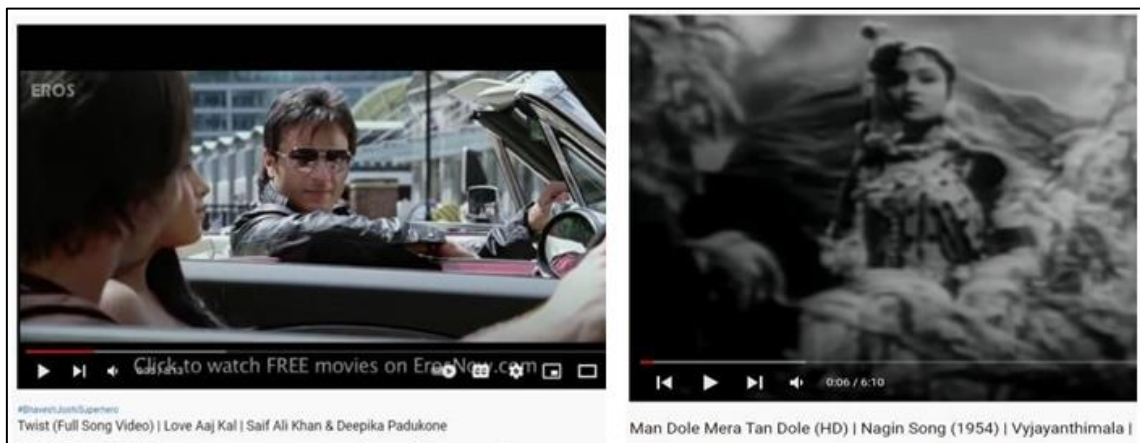 EROS
Click to watch FREE movies on ErosNow.com
#BhaveshJoshiSuperhero
Twist (Full Song Video) | Love Aaj Kal | Saif Ali Khan & Deepika Padukone
0:06 / 6:10
Man Dole Mera Tan Dole (HD) | Nagin Song (1954) | Vyjayanthimala |